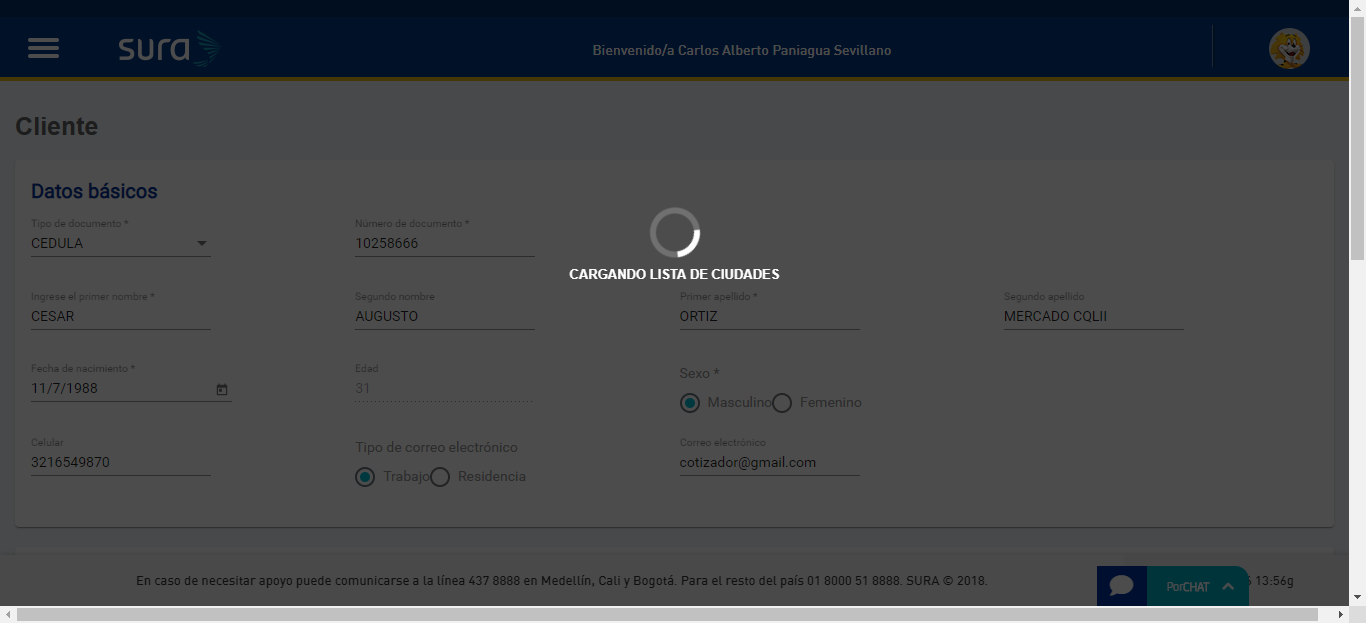 sura
Bienvenido/a Carlos Alberto Paniagua Sevillano
Cliente
Datos básicos
Tipo de documento *
CEDULA
Número de documento *
10258666
CARGANDO LISTA DE CIUDADES
Ingrese el primer nombre *
CESAR
Segundo nombre
AUGUSTO
Primer apellido *
ORTIZ
Segundo apellido
MERCADO CQLII
Fecha de nacimiento *
11/7/1988
Edad
31
Sexo *
Masculino Femenino
Celular
3216549870
Tipo de correo electrónico
Trabajo Residencia
Correo electrónico
cotizador@gmail.com
En caso de necesitar apoyo puede comunicarse a la línea 437 8888 en Medellín, Cali y Bogotá. Para el resto del país 01 8000 51 8888. SURA © 2018.
PorCHAT
13:56g